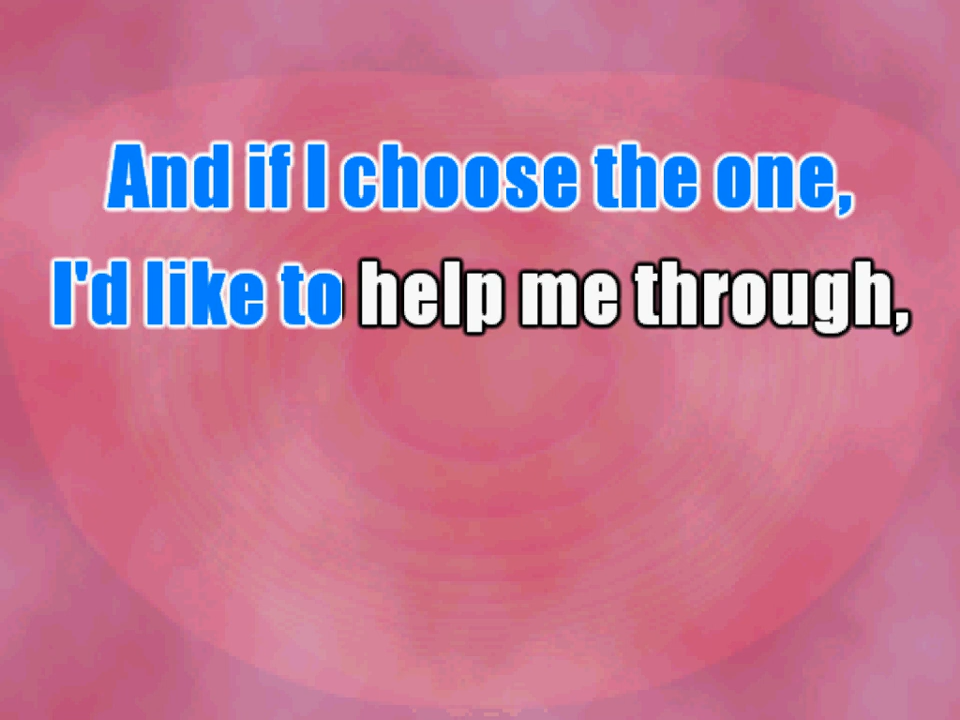 And if I choose the one,
I'd like to help me through,